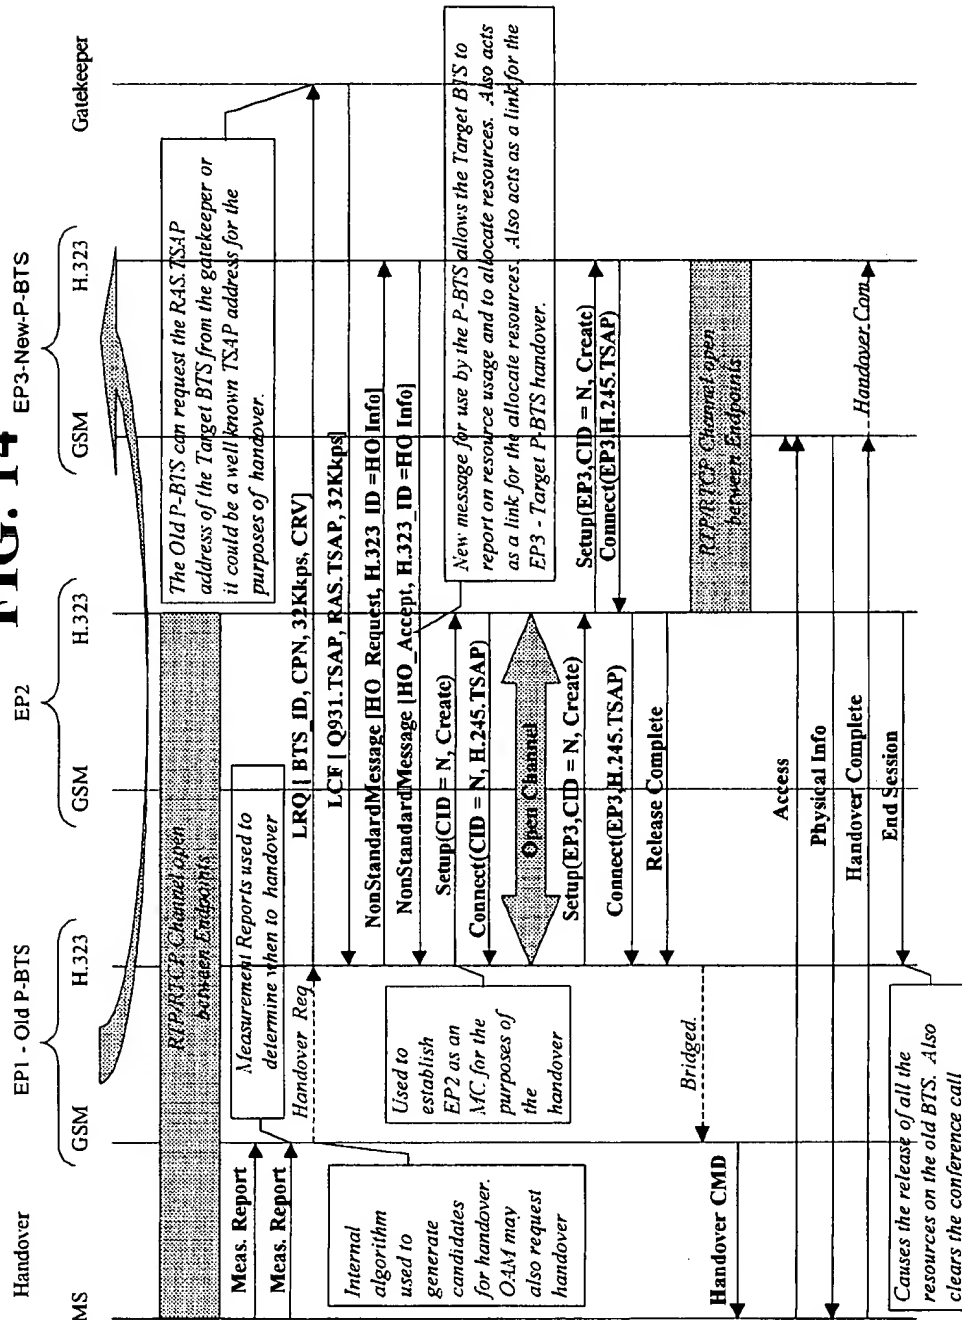 FIG. 14
Handover
EP1 - Old P-BTS
EP2
EP3-New-P-BTS
MS
GSM
H.323
GSM
H.323
GSM
H.323
Gatekeeper
RTP/RTCP Channel open
between Endpoints
The Old P-BTS can request the RAS.TSAP
address of the Target BTS from the gatekeeper or
it could be a well known TSAP address for the
purposes of handover.
Meas. Report
Meas. Report
Measurement Reports used to
determine when to handover
Handover Req
LRQ [ BTS_ID, CPN, 32Kkps, CRV]
LCF [ Q931.TSAP, RAS.TSAP, 32Kkps]
Internal
algorithm
used to
generate
candidates
for handover.
OAM may
also request
handover
NonStandardMessage [HO_Request, H.323_ID =HO Info]
NonStandardMessage [HO_Accept, H.323_ID =HO Info]
New message for use by the P-BTS allows the Target BTS to
report on resource usage and to allocate resources. Also acts
as a link for the allocate resources. Also acts as a link for the
EP3 - Target P-BTS handover.
Used to
establish
EP2 as an
MC for the
purposes of
the
handover
Setup(CID = N, Create)
Connect(CID = N, H.245.TSAP)
Open Channel
Setup(EP3,CID = N, Create)
Setup(EP3,CID = N, Create)
Connect(EP3,H.245.TSAP)
Connect(EP3,H.245.TSAP)
Release Complete
Bridged.
RTP/RTCP Channel open
between Endpoints
Handover CMD
Access
Physical Info
Handover Complete
Handover Com
End Session
Causes the release of all the
resources on the old BTS. Also
clears the conference call